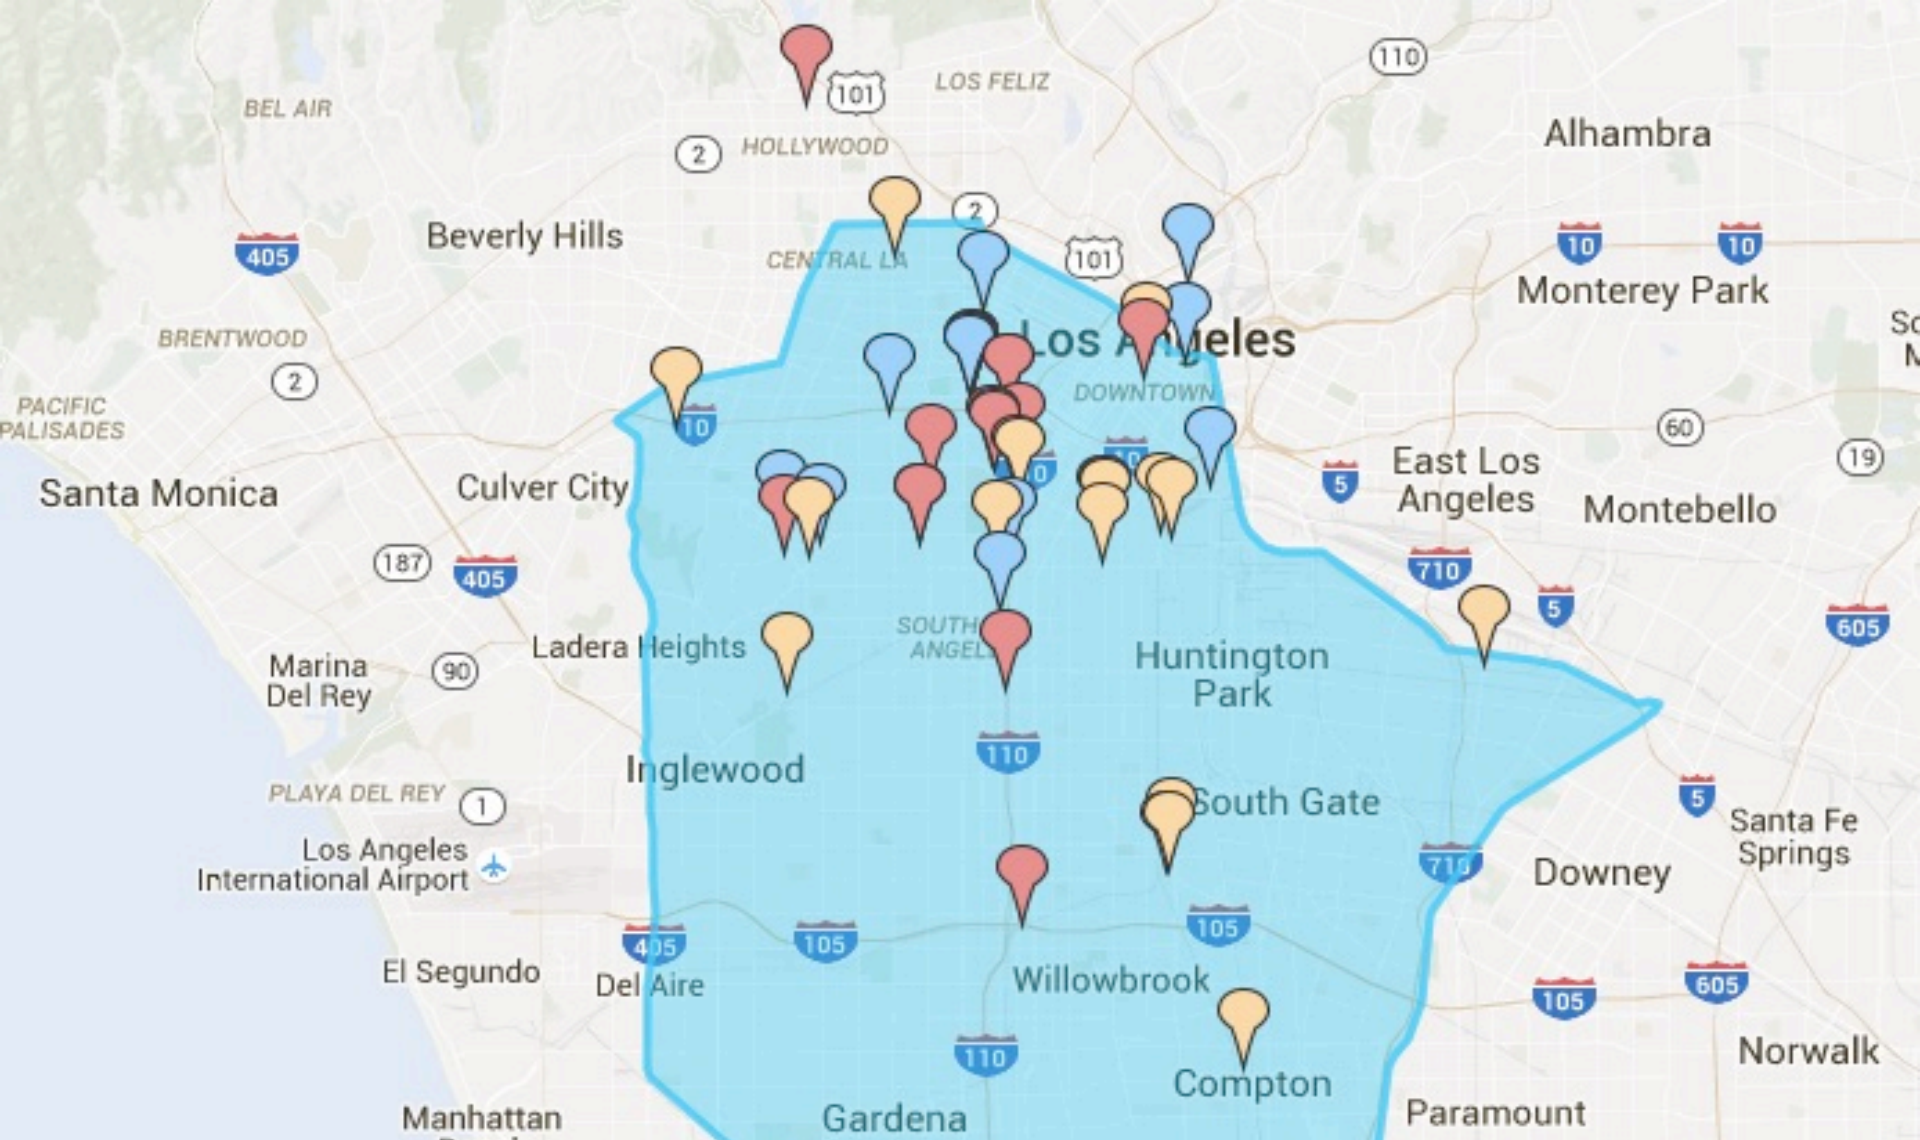 110
101
LOS FELIZ
BEL AIR
Alhambra
2
HOLLYWOOD
2
Beverly Hills
405
CENTRAL LA
101
10
10
Monterey Park
BRENTWOOD
Los Angeles
2
DOWNTOWN
PACIFIC
PALISADES
10
60
10
19
0
5
East Los
Angeles
Santa Monica
Culver City
Montebello
187
405
710
5
605
SOUTH
ANGEL
Ladera Heights
Huntington
Park
Marina
Del Rey
90
110
Inglewood
PLAYA DEL REY
1
South Gate
5
Santa Fe
Springs
Los Angeles
International Airport
710
Downey
405
105
105
El Segundo
Del Aire
Willowbrook
105
605
110
Norwalk
Compton
Manhattan
Gardena
Paramount